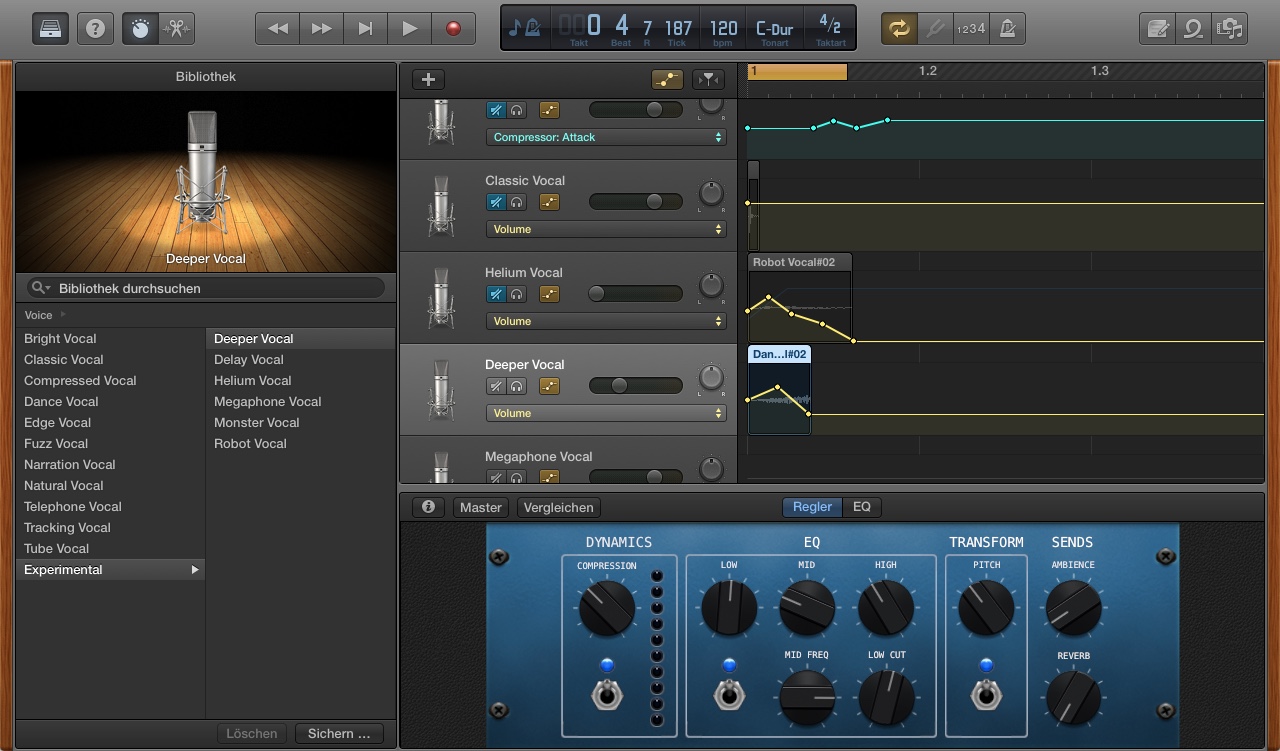 0 4 7 187 120 C-Dur 4/2
Takt Beat R Tick bpm Tonart Taktart
1234
Bibliothek
Deeper Vocal
Bibliothek durchsuchen
Voice
Bright Vocal
Classic Vocal
Compressed Vocal
Dance Vocal
Edge Vocal
Fuzz Vocal
Narration Vocal
Natural Vocal
Telephone Vocal
Tracking Vocal
Tube Vocal
Experimental
Deeper Vocal
Delay Vocal
Helium Vocal
Megaphone Vocal
Monster Vocal
Robot Vocal
Löschen
Sichern ...
1 1.2 1.3
L R
Compressor: Attack
Classic Vocal
L R
Volume
Helium Vocal
L R
Volume
Deeper Vocal
L R
Volume
Megaphone Vocal
Robot Vocal#02
Dan...l#02
Master
Vergleichen
Regler
EQ
DYNAMICS EQ TRANSFORM SENDS
COMPRESSION LOW MID HIGH PITCH AMBIENCE
MID FREQ LOW CUT REVERB